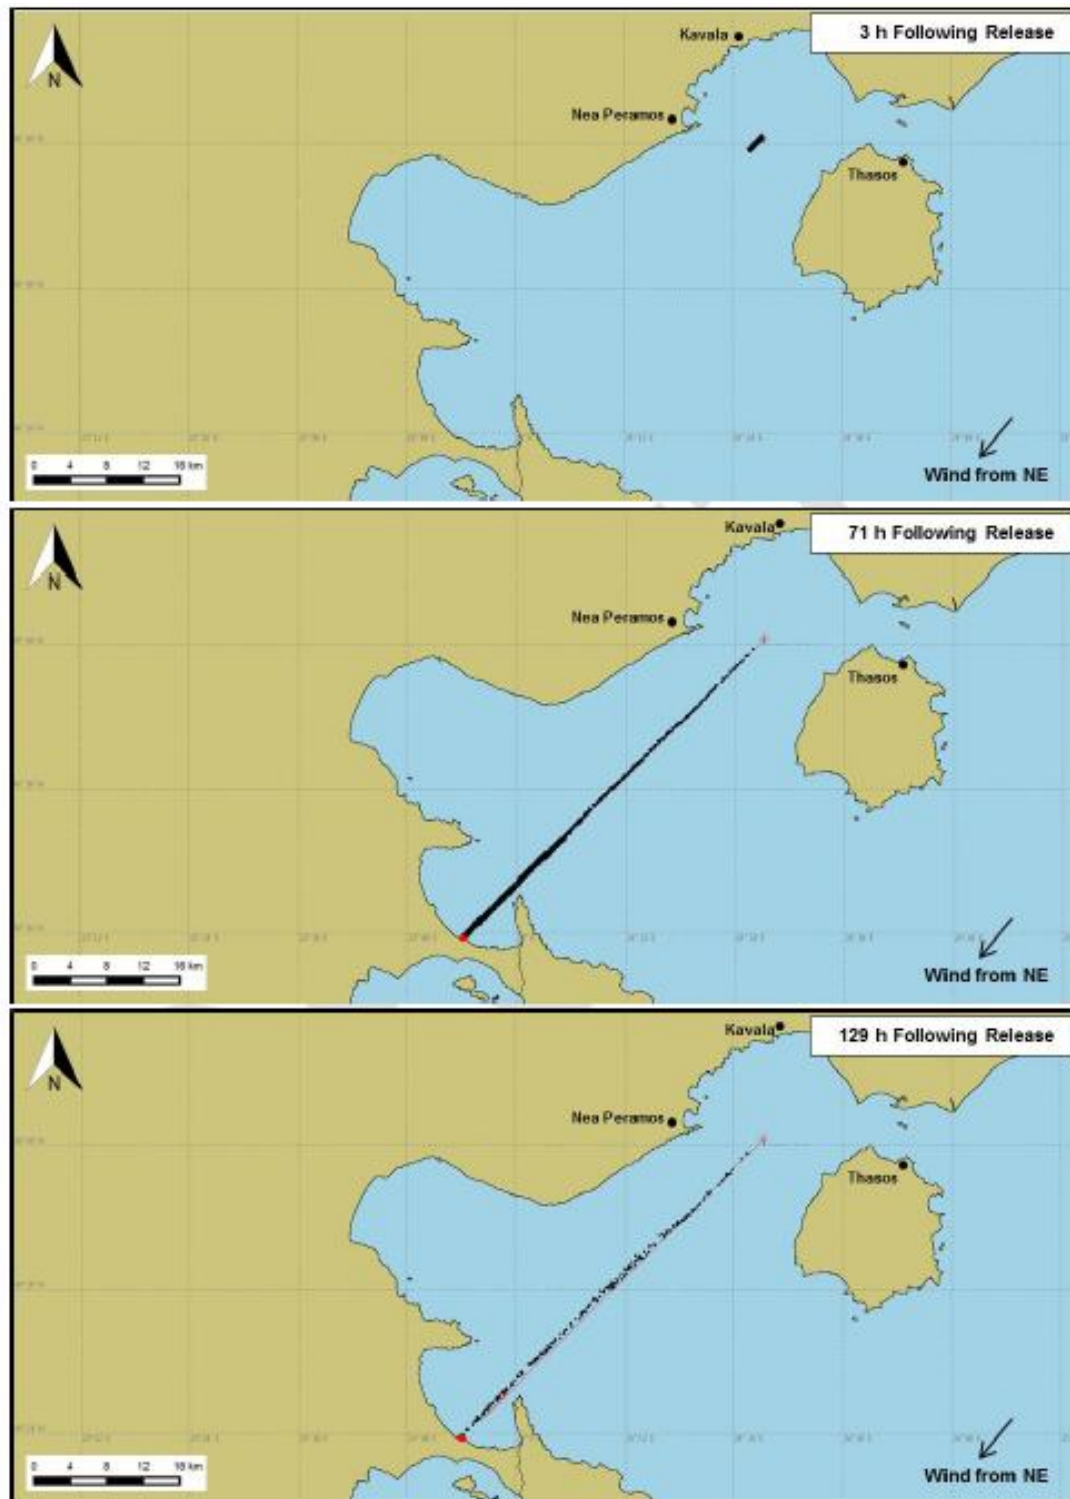 3 h Following Release
Kavala
N
Nea Peramos
Thasos
0 4 8 12 16 km
Wind from NE
71 h Following Release
Kavala
N
Nea Peramos
Thasos
0 4 8 12 16 km
Wind from NE
129 h Following Release
Kavala
N
Nea Peramos
Thasos
0 4 8 12 16 km
Wind from NE